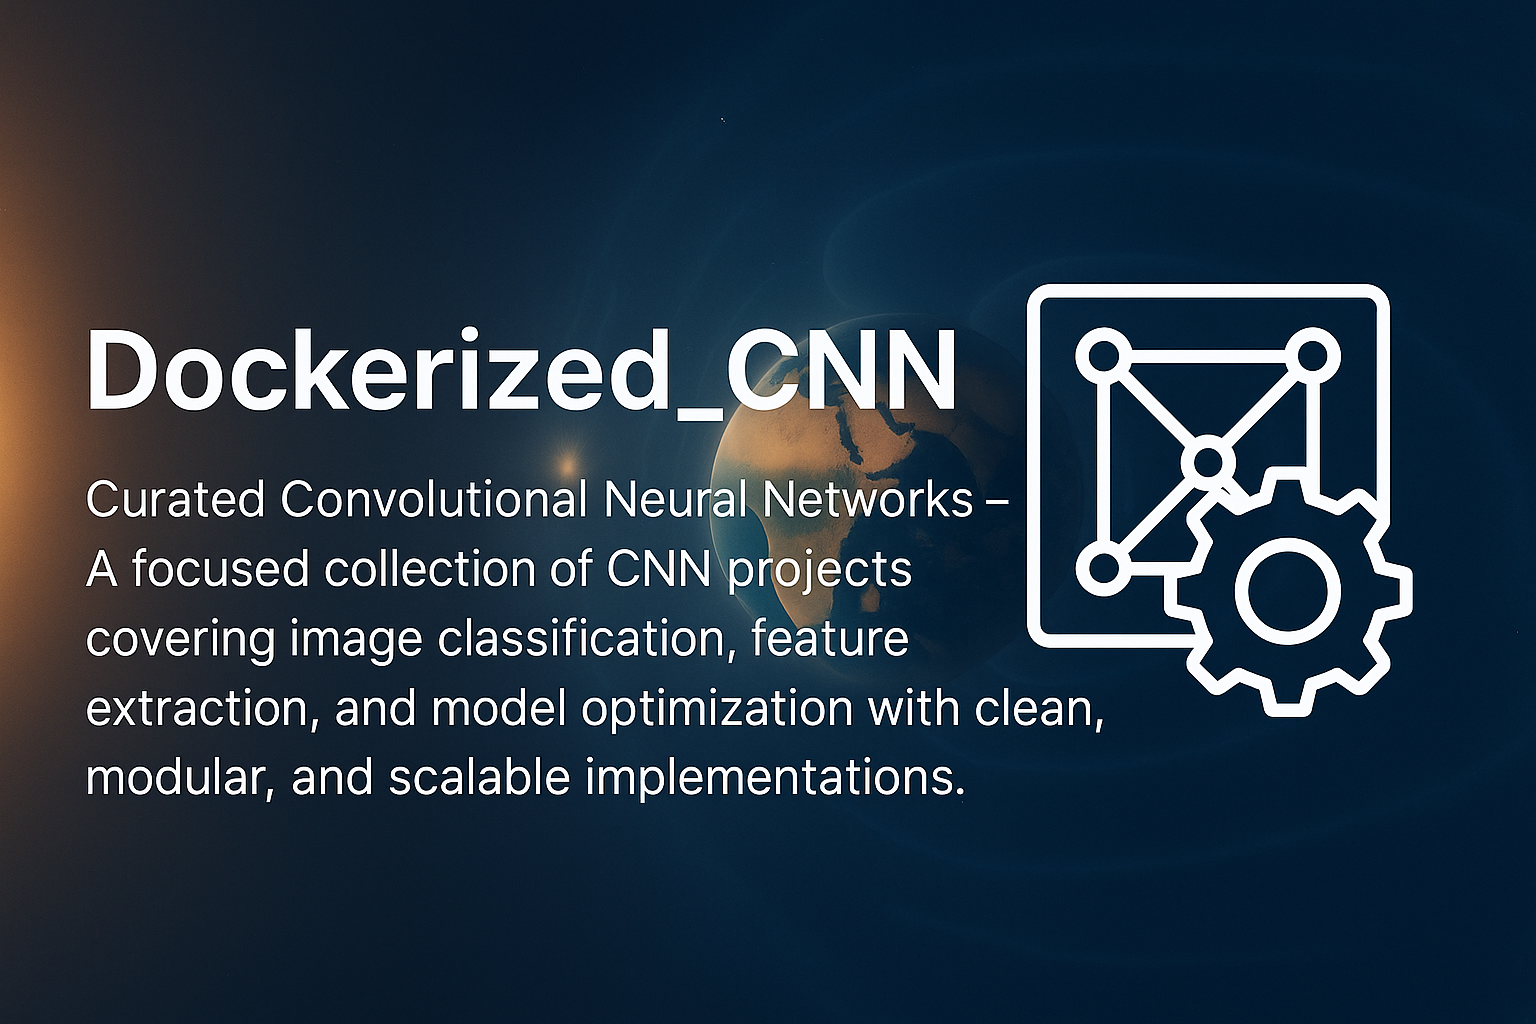 Dockerized_CNN
Curated Convolutional Neural Networks –
A focused collection of CNN projects
covering image classification, feature
extraction, and model optimization with clean,
modular, and scalable implementations.